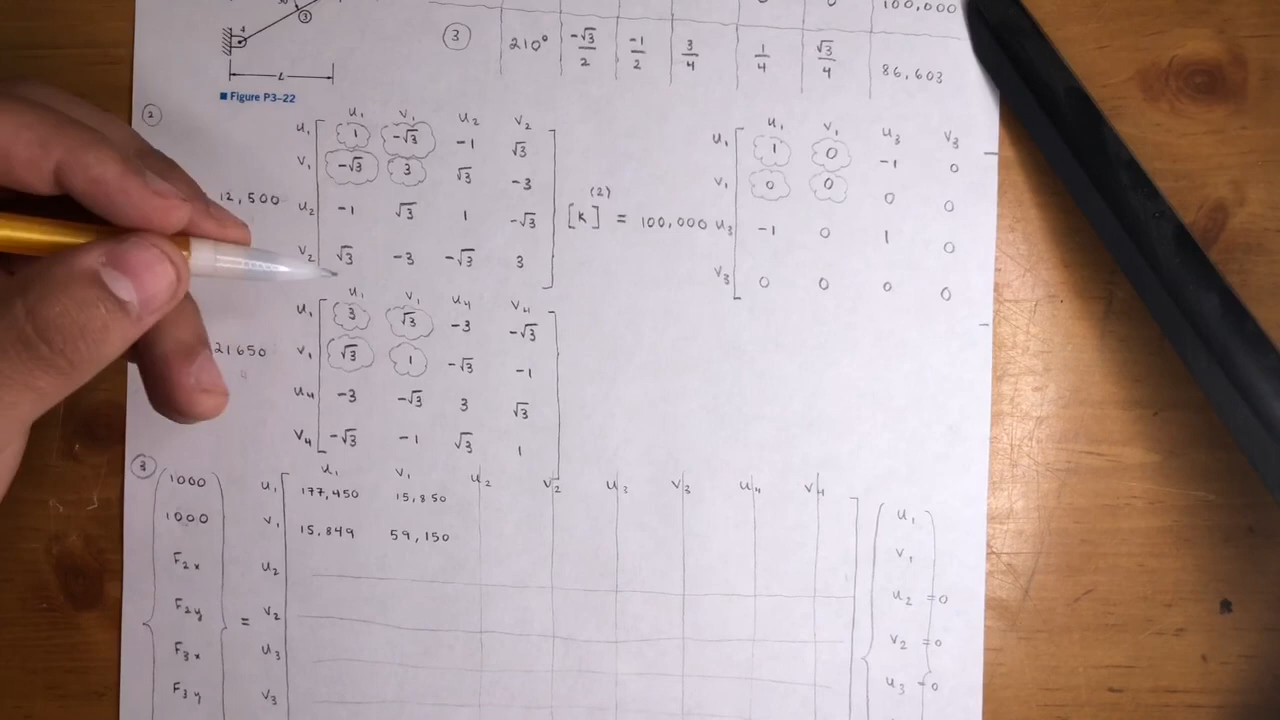 0 0 100,000
③ 210° -√3/2 -1/2 3/4 1/4 √3/4 86,603
4
③
L
■ Figure P3–22
②
u₁ v₁ u₂ v₂
u₁ 1 -√3 -1 √3
v₁ -√3 3 √3 -3
12,500
u₂ -1 √3 1 -√3
v₂ √3 -3 -√3 3
[K]⁽²⁾ = 100,000
u₁ v₁ u₃ v₃
u₁ 1 0 -1 0
v₁ 0 0 0 0
u₃ -1 0 1 0
v₃ 0 0 0 0
u₁ v₁ u₄ v₄
u₁ 3 √3 -3 -√3
21650 v₁ √3 1 -√3 -1
u₄ -3 -√3 3 √3
v₄ -√3 -1 √3 1
③
u₁ v₁ u₂ v₂ u₃ v₃ u₄ v₄
1000 u₁ 177,450 15,850 u₁
1000 v₁ 15,849 59,150 v₁
F₂ₓ u₂ u₂ = 0
F₂y = v₂ v₂ = 0
F₃ₓ u₃ u₃ = 0
F₃y v₃